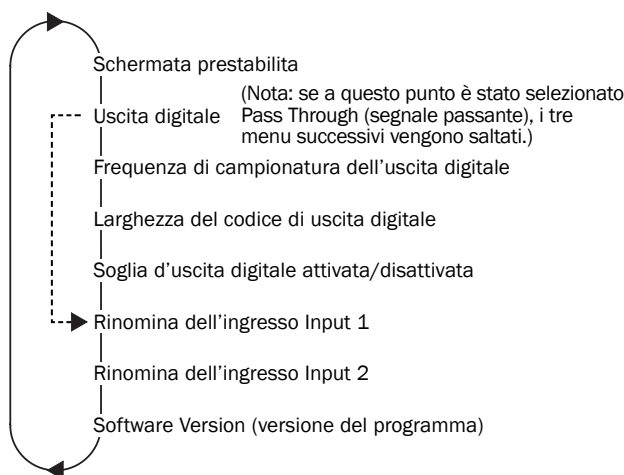 Schermata prestabilita
Uscita digitale
(Nota: se a questo punto è stato selezionato
Pass Through (segnale passante), i tre
menu successivi vengono saltati.)
Frequenza di campionatura dell'uscita digitale
Larghezza del codice di uscita digitale
Soglia d'uscita digitale attivata/disattivata
Rinomina dell'ingresso Input 1
Rinomina dell'ingresso Input 2
Software Version (versione del programma)